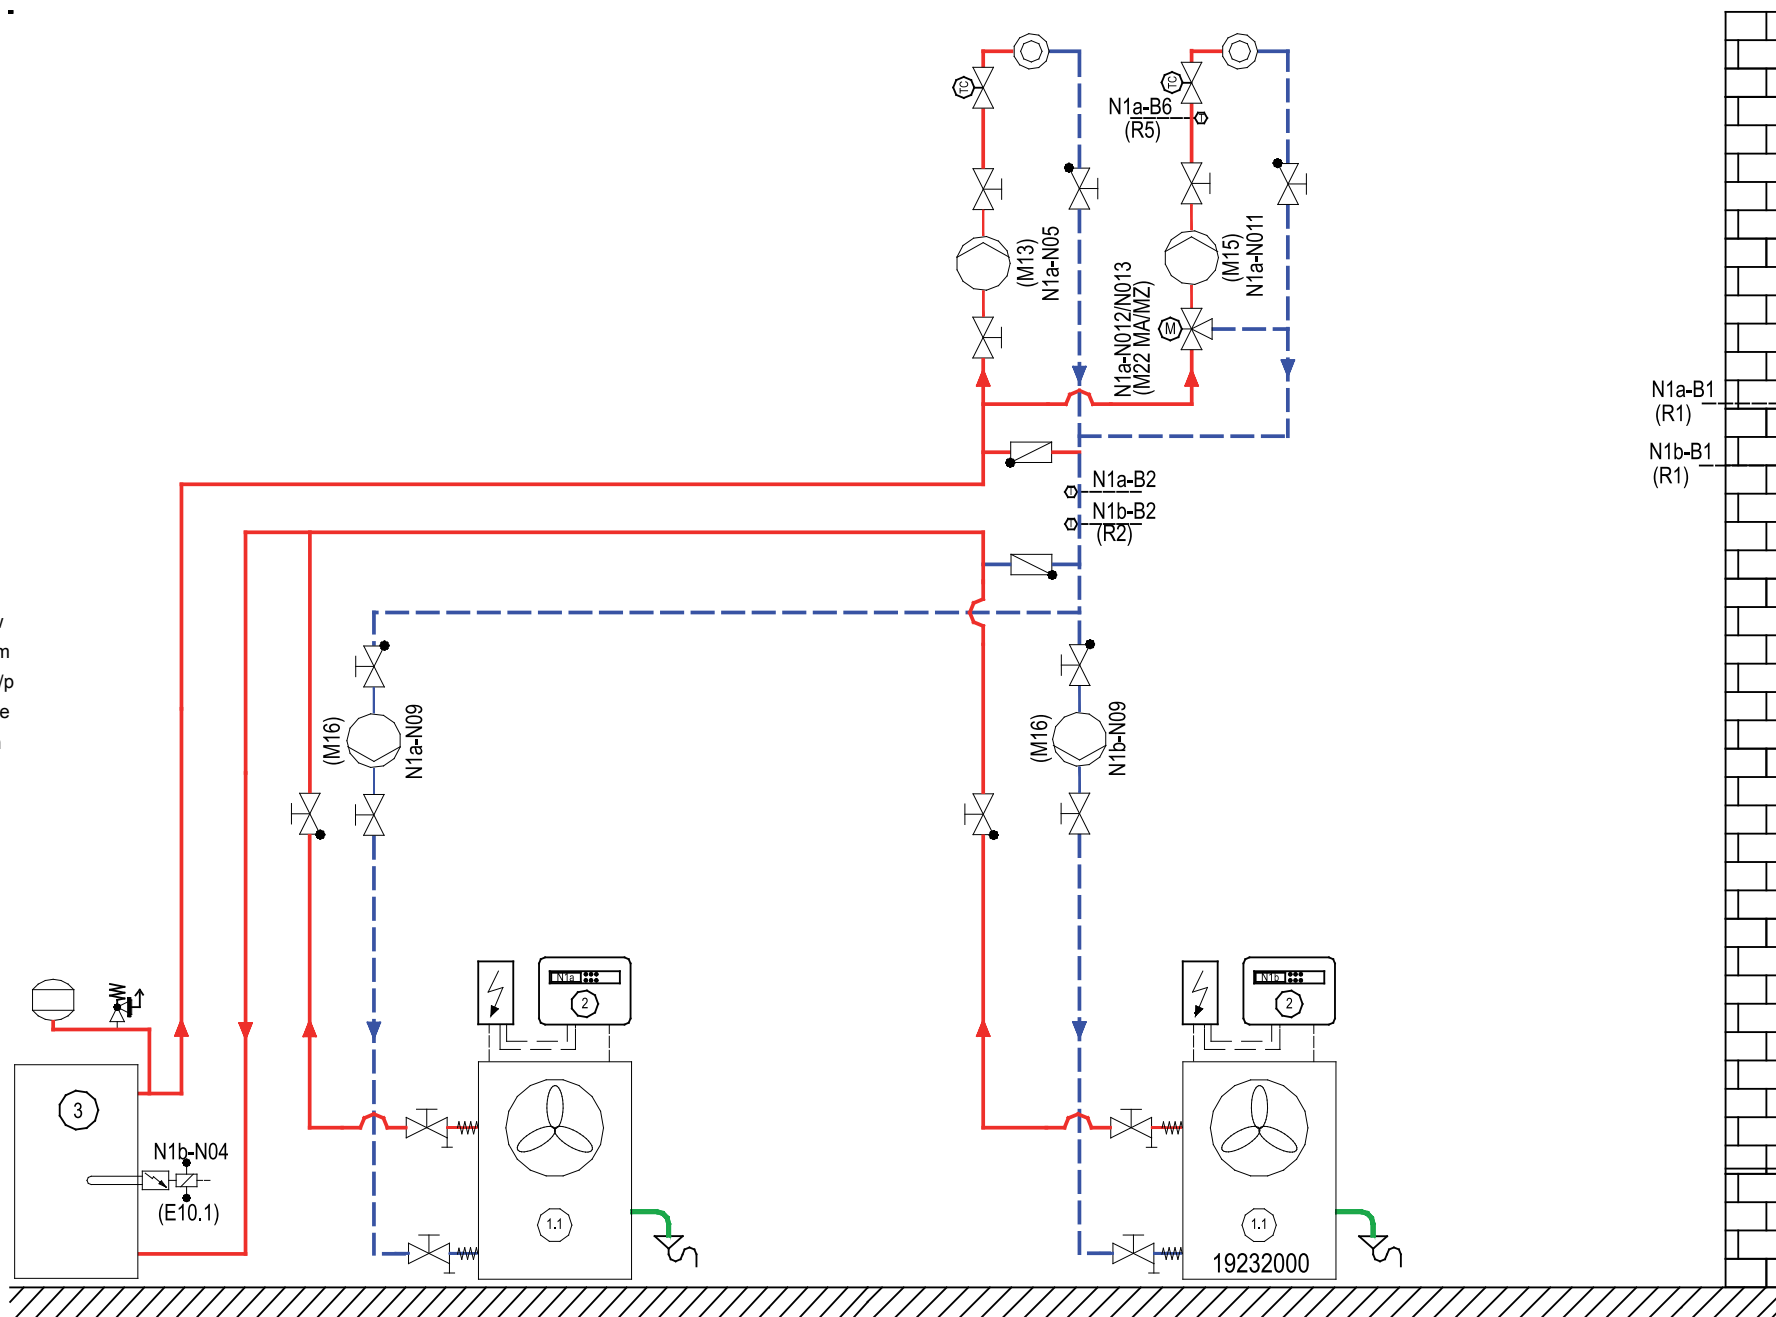 TC
TC
N1a-B6
(R5)
(M13)
N1a-N05
(M15)
N1a-N011
N1a-N012/N013
(M22 MA/MZ)
M
N1a-B1
(R1)
N1b-B1
(R1)
N1a-B2
N1b-B2
(R2)
m
/p
e
(M16)
N1a-N09
(M16)
N1b-N09
N1a
2
N1b
2
3
N1b-N04
(E10.1)
1.1
1.1
19232000